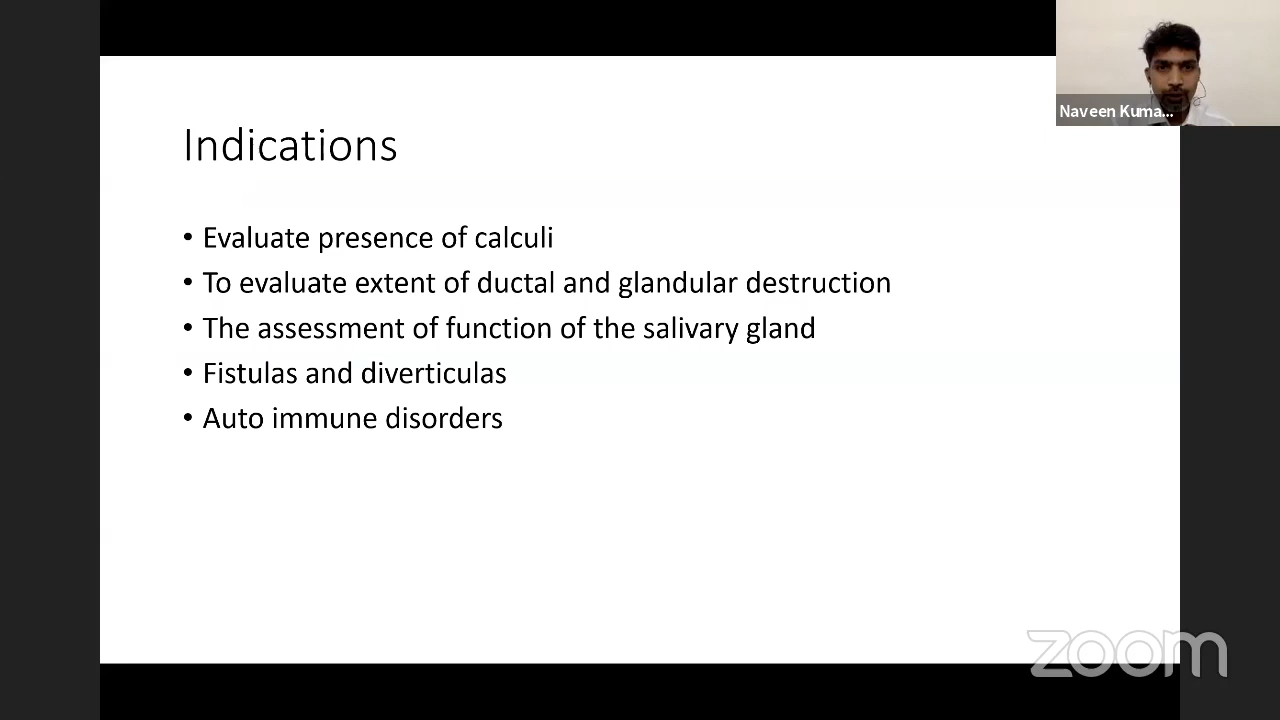 Naveen Kuma...
Indications
• Evaluate presence of calculi
• To evaluate extent of ductal and glandular destruction
• The assessment of function of the salivary gland
• Fistulas and diverticulas
• Auto immune disorders
zoom